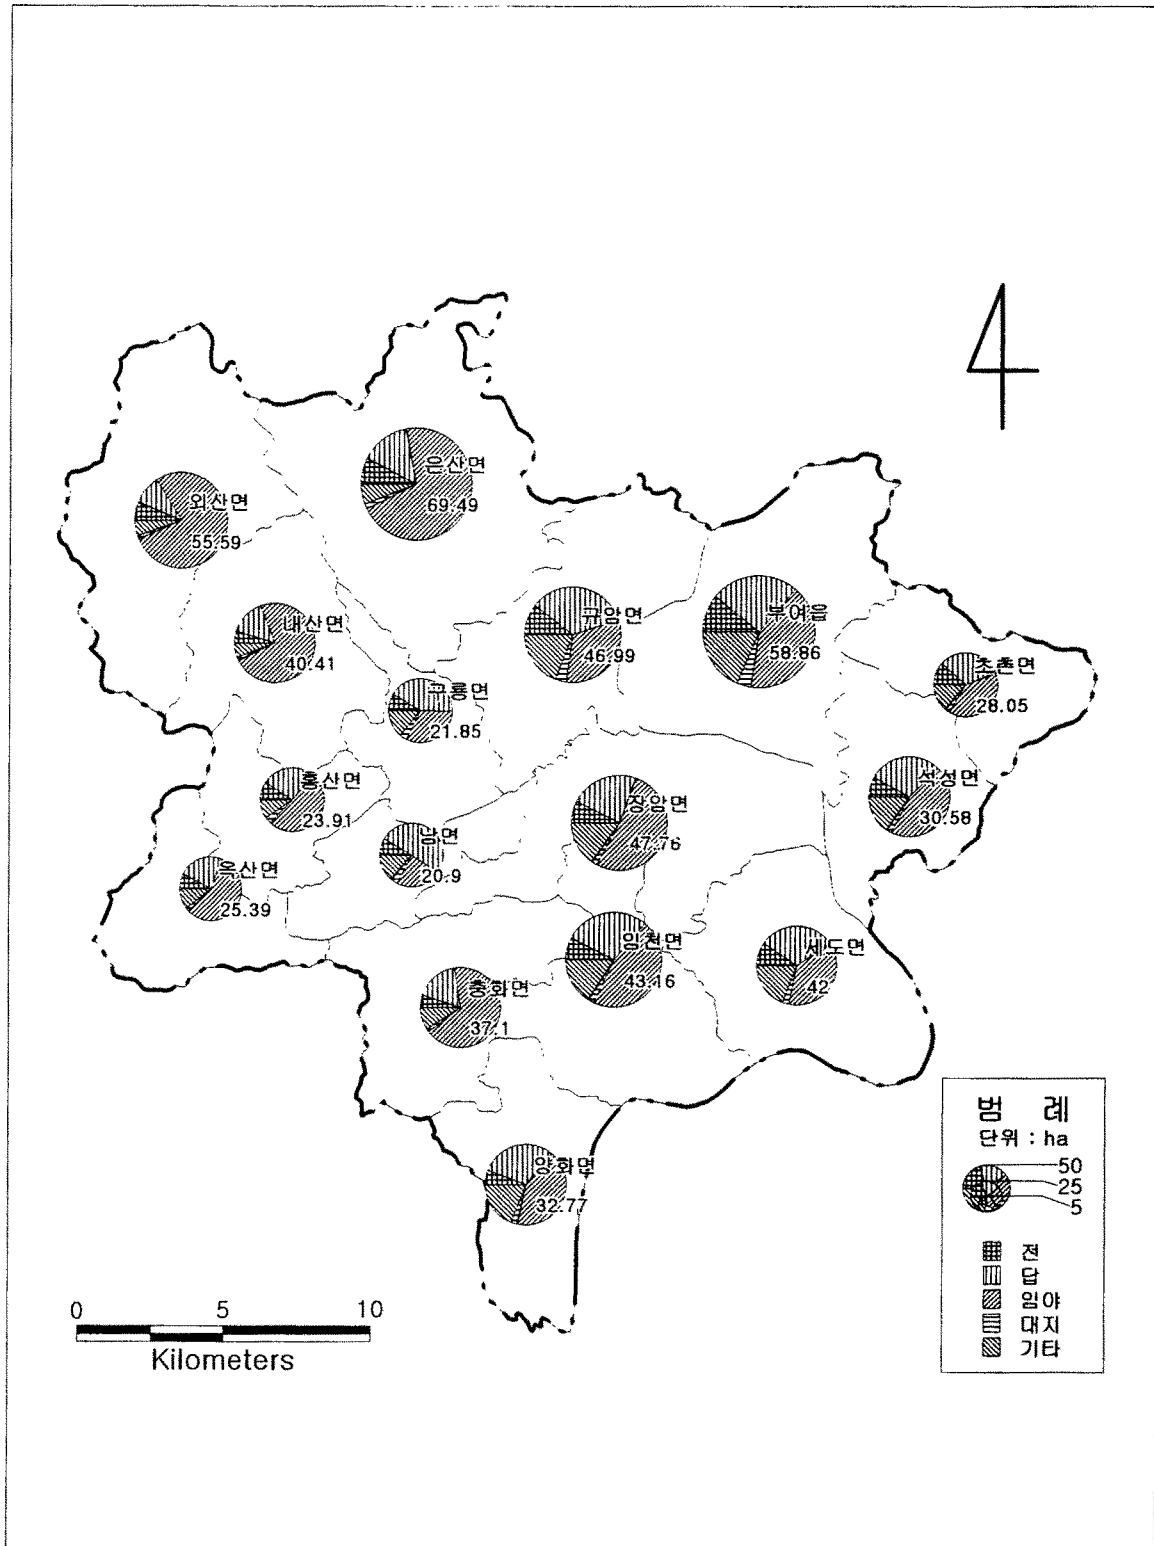 은산면
69.49
외산면
55.59
내산면
40.41
규암면
46.99
부여읍
58.86
초촌면
28.05
구룡면
21.85
홍산면
23.91
남면
20.9
장암면
47.76
석성면
30.58
옥산면
25.39
임천면
43.16
세도면
42
충화면
37.1
양화면
32.77
범 례
단위 : ha
50
25
5
전
답
임야
대지
기타
0 5 10
Kilometers